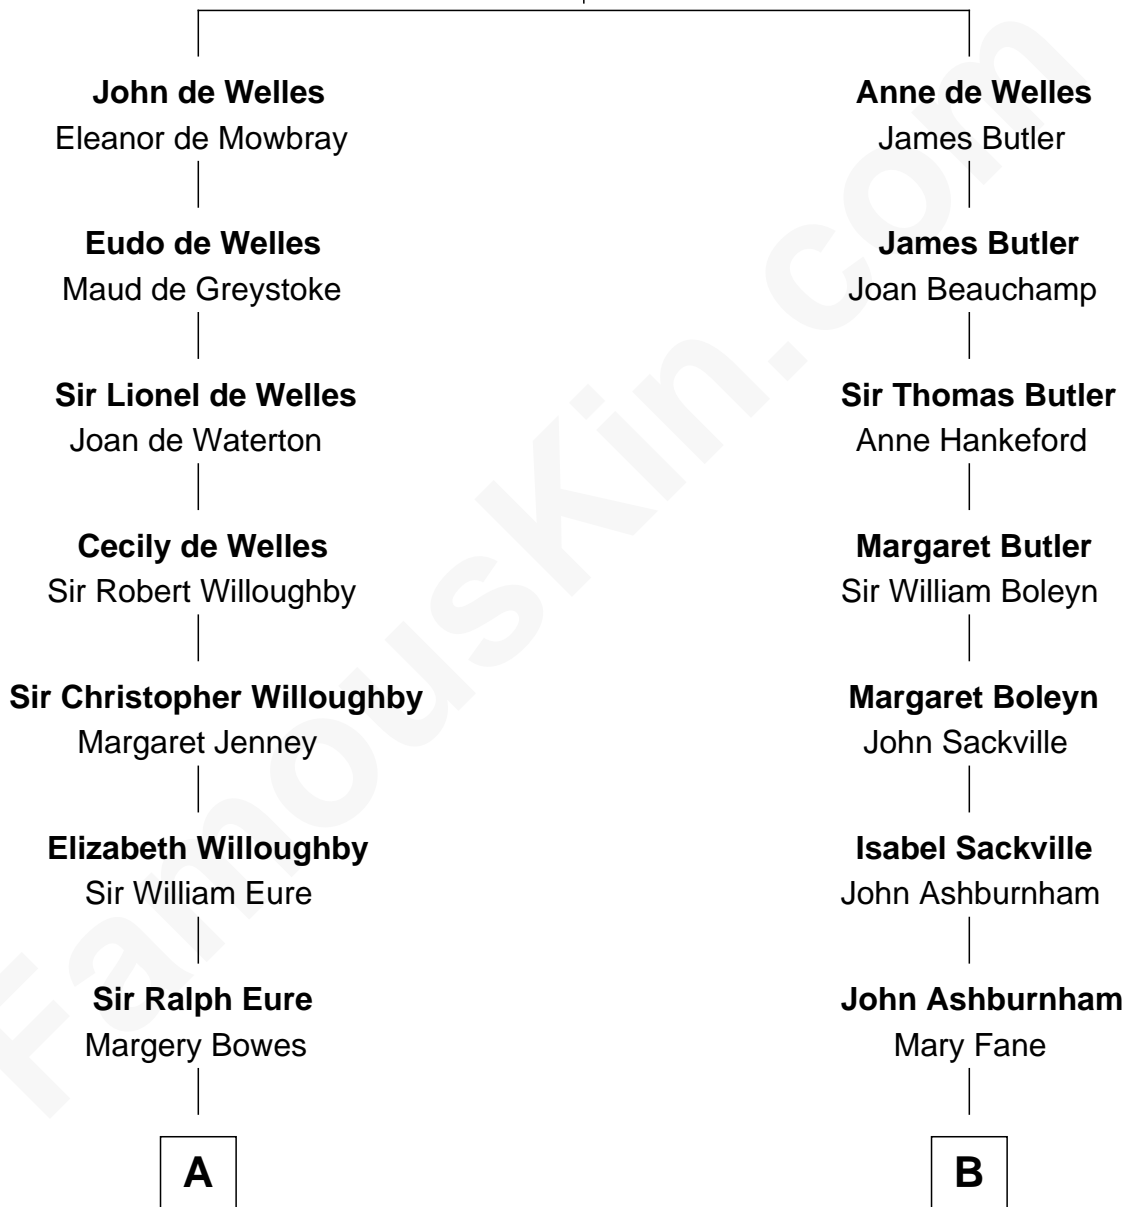 John de Welles
Eleanor de Mowbray
Eudo de Welles
Maud de Greystoke
Sir Lionel de Welles
Joan de Waterton
Cecily de Welles
Sir Robert Willoughby
Sir Christopher Willoughby
Margaret Jenney
Elizabeth Willoughby
Sir William Eure
Sir Ralph Eure
Margery Bowes
A
Anne de Welles
James Butler
James Butler
Joan Beauchamp
Sir Thomas Butler
Anne Hankeford
Margaret Butler
Sir William Boleyn
Margaret Boleyn
John Sackville
Isabel Sackville
John Ashburnham
John Ashburnham
Mary Fane
B
FamousKin.com